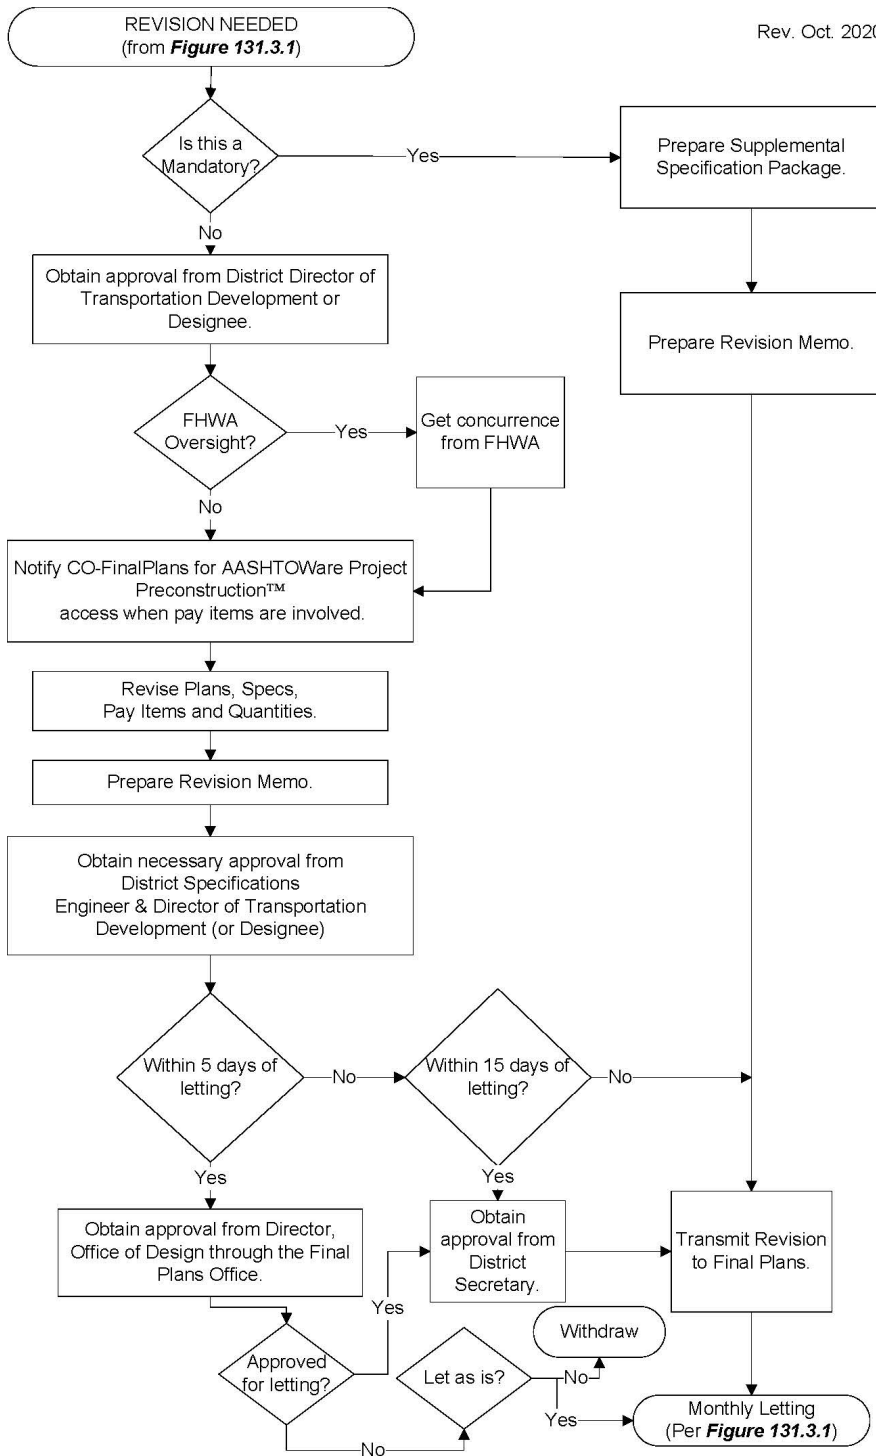 REVISION NEEDED
(from Figure 131.3.1)
Rev. Oct. 2020
Is this a
Mandatory?
Yes
Prepare Supplemental
Specification Package.
No
Obtain approval from District Director of
Transportation Development or
Designee.
Prepare Revision Memo.
FHWA
Oversight?
Yes
Get concurrence
from FHWA
No
Notify CO-FinalPlans for AASHTOWare Project
Preconstruction™
access when pay items are involved.
Revise Plans, Specs,
Pay Items and Quantities.
Prepare Revision Memo.
Obtain necessary approval from
District Specifications
Engineer & Director of Transportation
Development (or Designee)
Within 5 days of
letting?
No
Within 15 days of
letting?
No
Yes
Yes
Obtain approval from Director,
Office of Design through the Final
Plans Office.
Obtain
approval from
District
Secretary.
Transmit Revision
to Final Plans.
Yes
Withdraw
Approved
for letting?
Let as is?
No
Yes
Monthly Letting
(Per Figure 131.3.1)
No